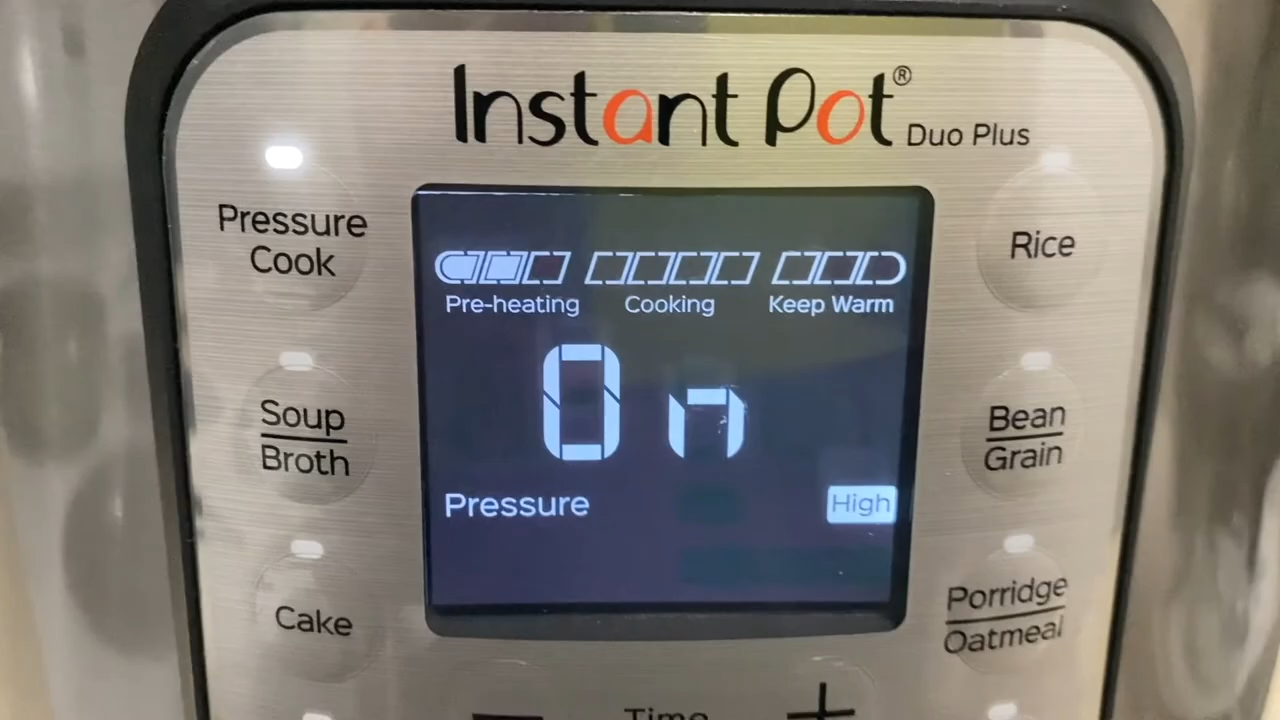 Instant Pot® Duo Plus
Pressure
Cook
Rice
Pre-heating Cooking Keep Warm
On
Soup
Broth
Bean
Grain
Pressure High
Cake
Porridge
Oatmeal
− Time +